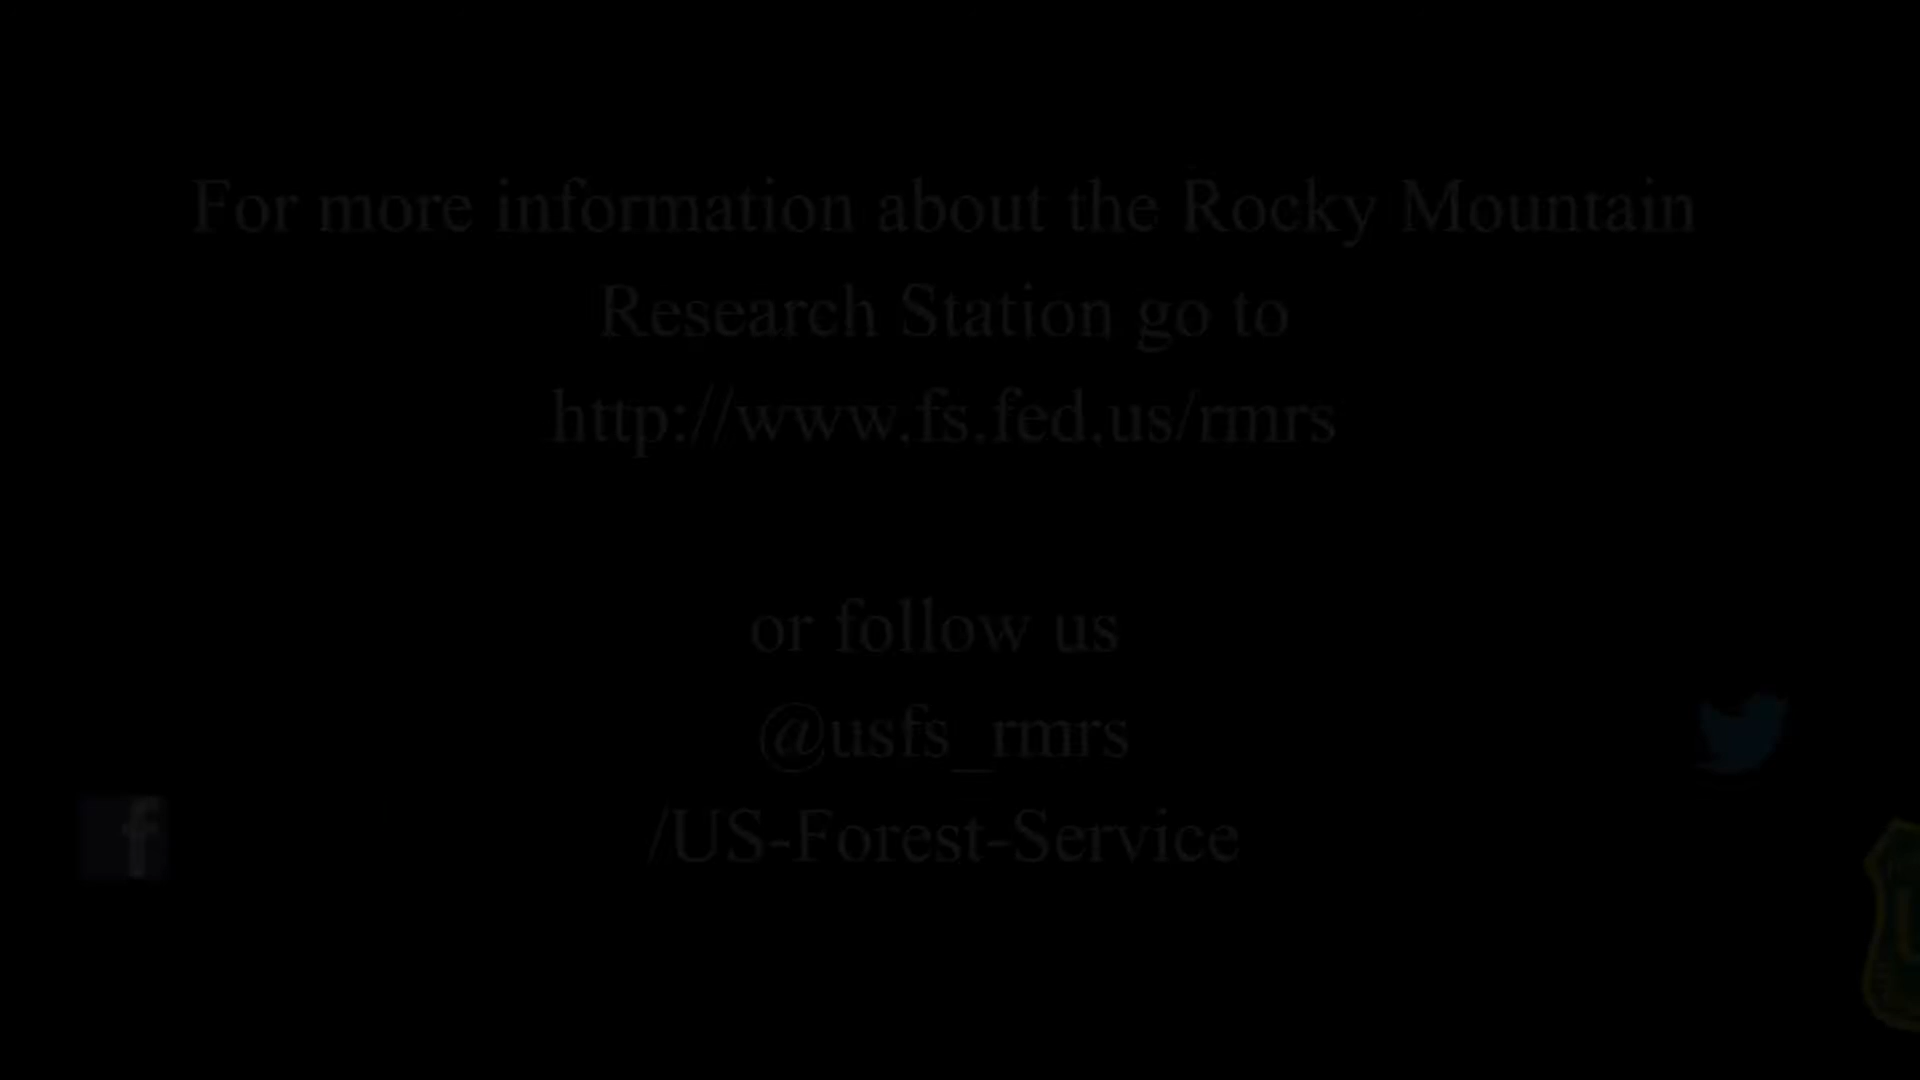 For more information about the Rocky Mountain
Research Station go to
http://www.fs.fed.us/rmrs
or follow us
@usfs_rmrs
/US-Forest-Service
f
U